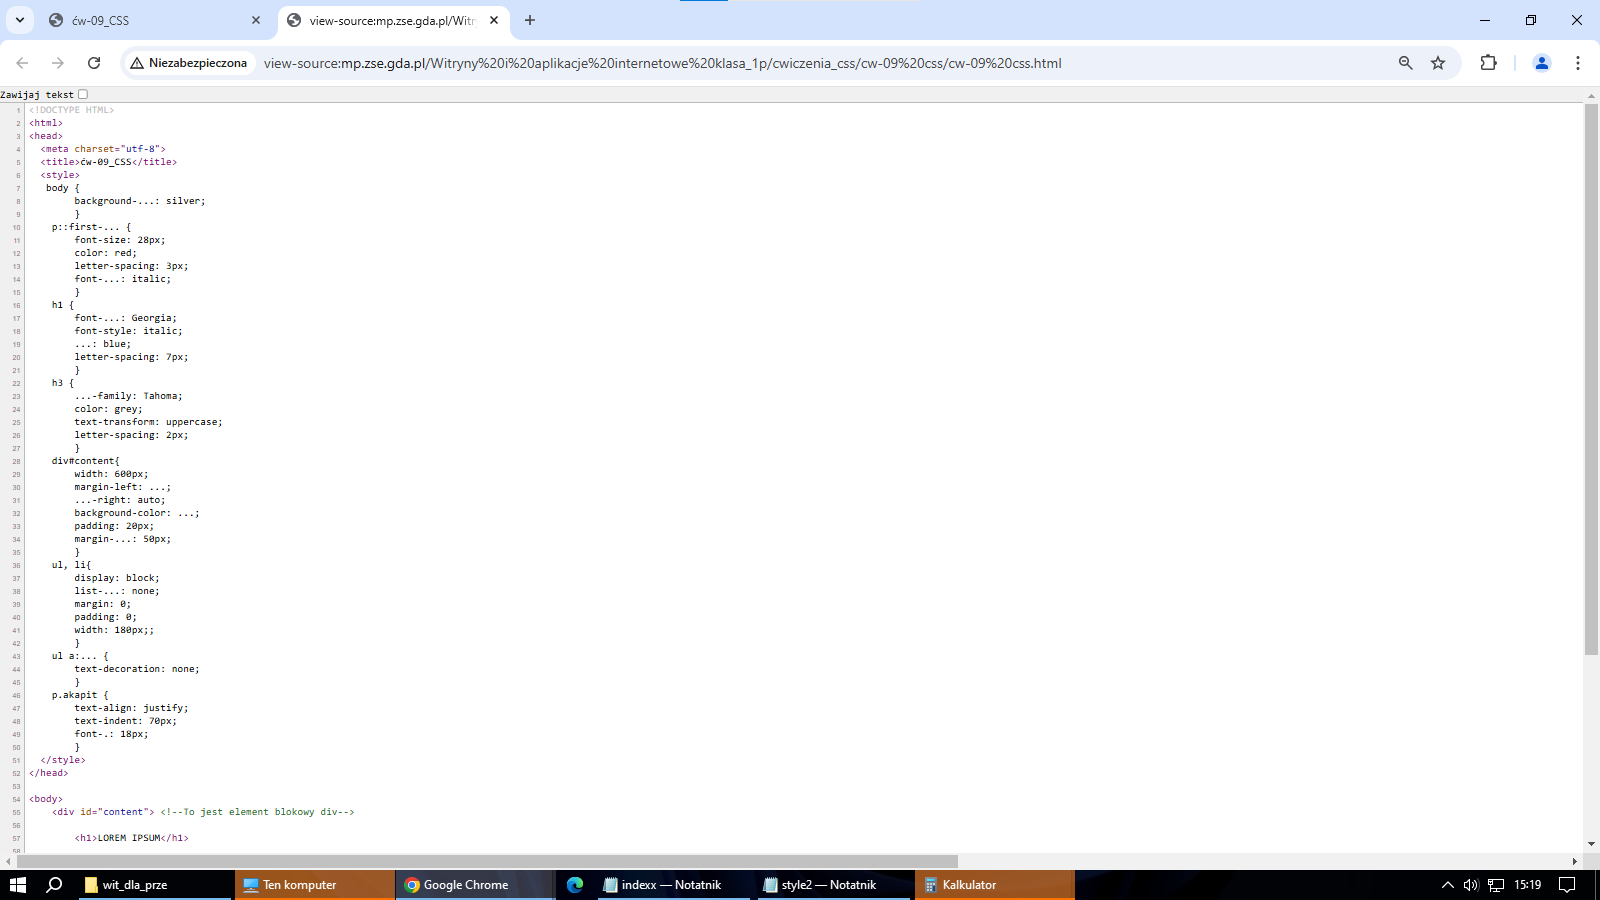 ćw-09_CSS
view-source:mp.zse.gda.pl/Witr
Niezabezpieczona
view-source:mp.zse.gda.pl/Witryny%20i%20aplikacje%20internetowe%20klasa_1p/cwiczenia_css/cw-09%20css/cw-09%20css.html
Zawijaj tekst
1 <!DOCTYPE HTML>
2 <html>
3 <head>
4 <meta charset="utf-8">
5 <title>ćw-09_CSS</title>
6 <style>
7 body {
8 background-...: silver;
9 }
10 p::first-... {
11 font-size: 28px;
12 color: red;
13 letter-spacing: 3px;
14 font-...: italic;
15 }
16 h1 {
17 font-...: Georgia;
18 font-style: italic;
19 ...: blue;
20 letter-spacing: 7px;
21 }
22 h3 {
23 ...-family: Tahoma;
24 color: grey;
25 text-transform: uppercase;
26 letter-spacing: 2px;
27 }
28 div#content{
29 width: 600px;
30 margin-left: ...;
31 ...-right: auto;
32 background-color: ...;
33 padding: 20px;
34 margin-...: 50px;
35 }
36 ul, li{
37 display: block;
38 list-...: none;
39 margin: 0;
40 padding: 0;
41 width: 180px;;
42 }
43 ul a:... {
44 text-decoration: none;
45 }
46 p.akapit {
47 text-align: justify;
48 text-indent: 70px;
49 font-.: 18px;
50 }
51 </style>
52 </head>
53
54 <body>
55 <div id="content"> <!--To jest element blokowy div-->
56
57 <h1>LOREM IPSUM</h1>
58
wit_dla_prze
Ten komputer
Google Chrome
indexx — Notatnik
style2 — Notatnik
Kalkulator
15:19